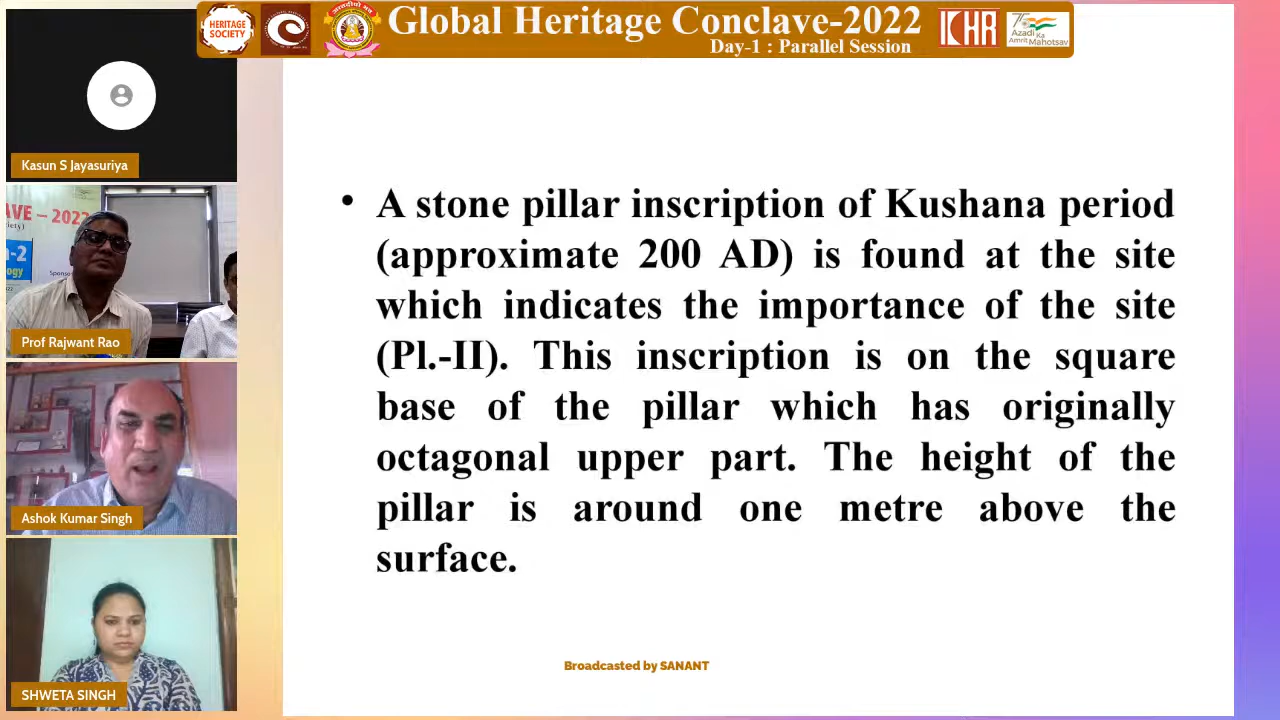 HERITAGE
SOCIETY
Global Heritage Conclave-2022
Day-1 : Parallel Session
ICHR
75
Azadi Ka
Amrit Mahotsav
Kasun S Jayasuriya
AVE – 2022
Prof Rajwant Rao
Ashok Kumar Singh
SHWETA SINGH
• A stone pillar inscription of Kushana period
(approximate 200 AD) is found at the site
which indicates the importance of the site
(Pl.-II). This inscription is on the square
base of the pillar which has originally
octagonal upper part. The height of the
pillar is around one metre above the
surface.
Broadcasted by SANANT